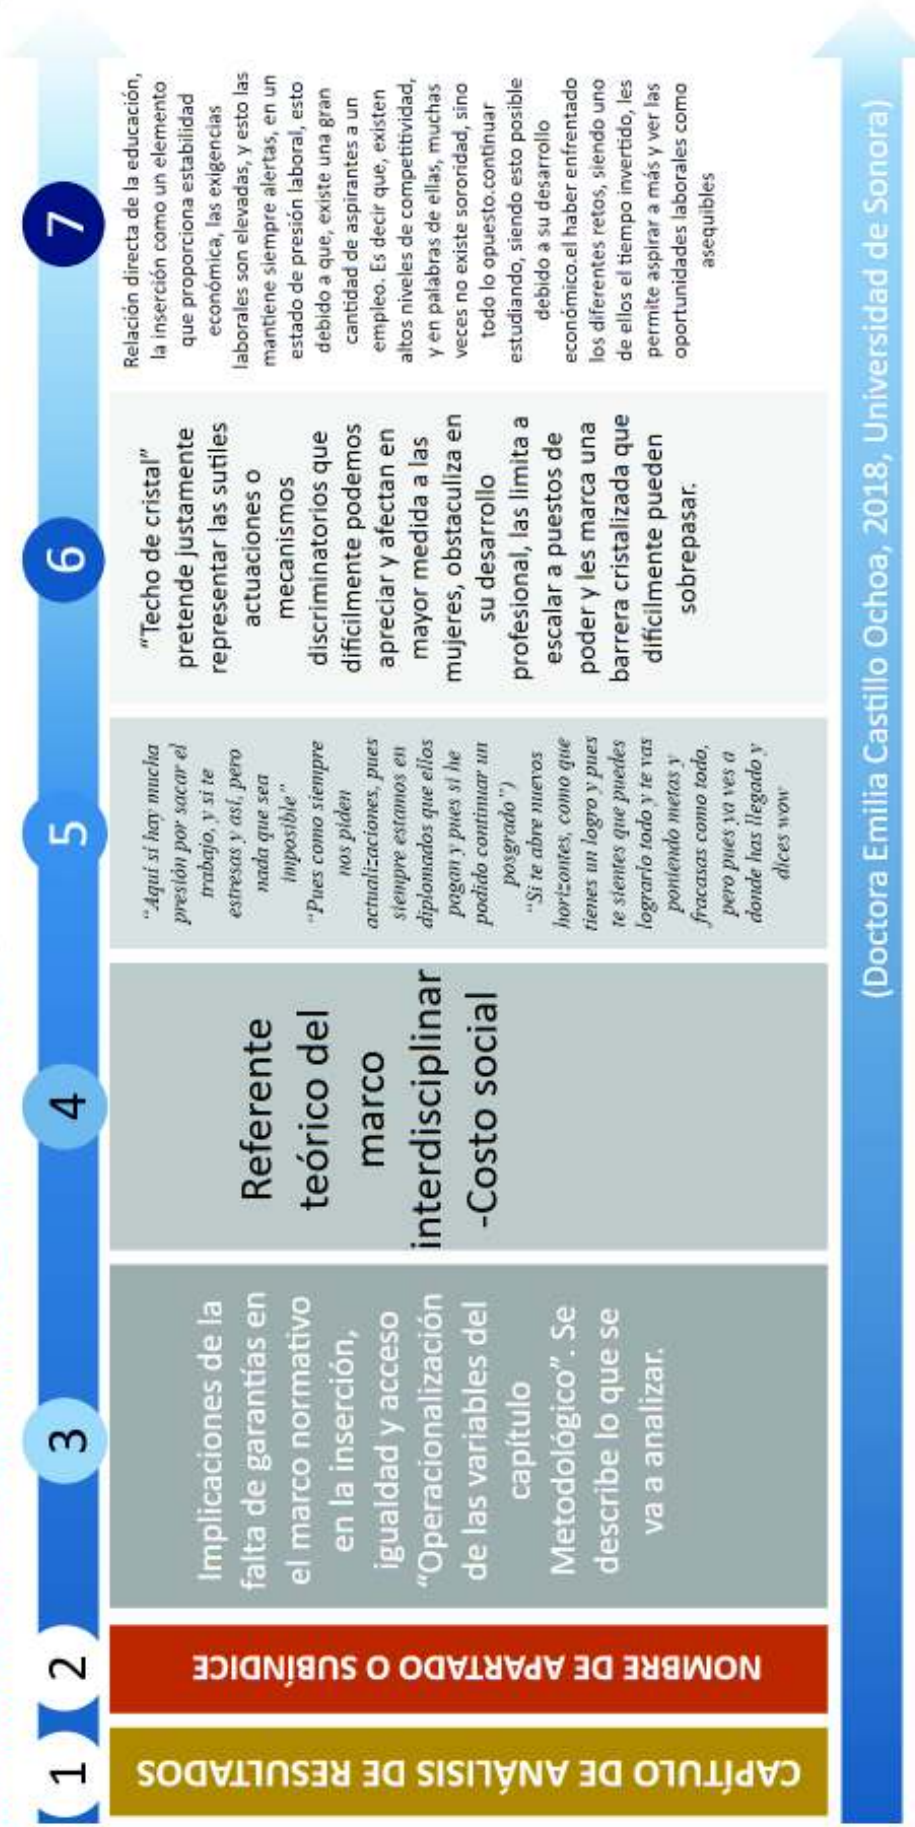 1
2
3
4
5
6
7
CAPÍTULO DE ANÁLISIS DE RESULTADOS
NOMBRE DE APARTADO O SUBÍNDICE
Implicaciones de la
falta de garantías en
el marco normativo
en la inserción,
igualdad y acceso
“Operacionalización
de las variables del
capítulo
Metodológico”. Se
describe lo que se
va a analizar.
Referente
teórico del
marco
interdisciplinar
-Costo social
“Aquí si hay mucha
presión por sacar el
trabajo, y si te
estresas y así, pero
nada que sea
imposible”
“Pues como siempre
nos piden
actualizaciones, pues
siempre estamos en
diplomados que ellos
pagan y pues si he
podido continuar un
posgrado”)
“Si te abre nuevos
horizontes, como que
tienes un logro y pues
te sientes que puedes
lograrlo todo y te vas
poniendo metas y
fracasas como todo,
pero pues ya ves a
donde has llegado y
dices wow
“Techo de cristal”
pretende justamente
representar las sutiles
actuaciones o
mecanismos
discriminatorios que
difícilmente podemos
apreciar y afectan en
mayor medida a las
mujeres, obstaculiza en
su desarrollo
profesional, las limita a
escalar a puestos de
poder y les marca una
barrera cristalizada que
difícilmente pueden
sobrepasar.
Relación directa de la educación,
la inserción como un elemento
que proporciona estabilidad
económica, las exigencias
laborales son elevadas, y esto las
mantiene siempre alertas, en un
estado de presión laboral, esto
debido a que, existe una gran
cantidad de aspirantes a un
empleo. Es decir que, existen
altos niveles de competitividad,
y en palabras de ellas, muchas
veces no existe sororidad, sino
todo lo opuesto.continuar
estudiando, siendo esto posible
debido a su desarrollo
económico.el haber enfrentado
los diferentes retos, siendo uno
de ellos el tiempo invertido, les
permite aspirar a más y ver las
oportunidades laborales como
asequibles
(Doctora Emilia Castillo Ochoa, 2018, Universidad de Sonora)